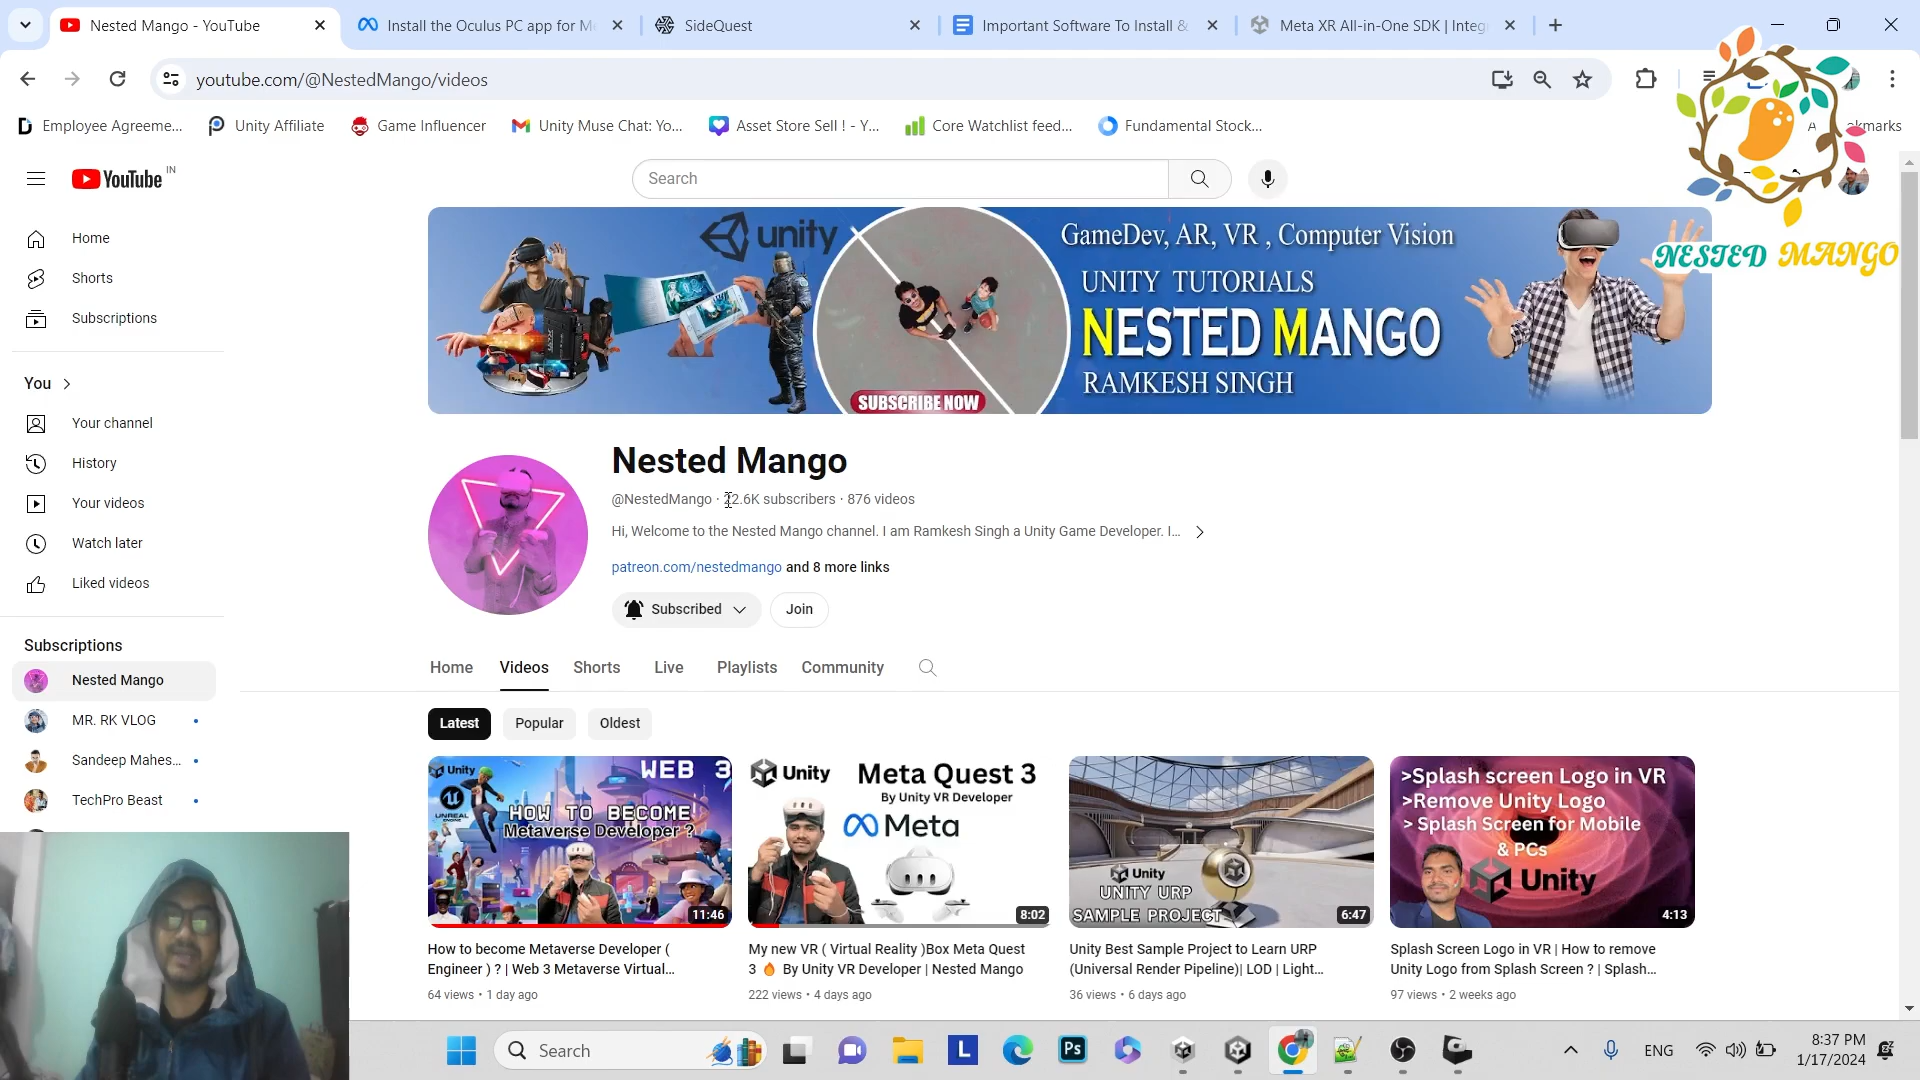 Nested Mango - YouTube
Install the Oculus PC app for Me
SideQuest
Important Software To Install &
Meta XR All-in-One SDK | Integ
youtube.com/@NestedMango/videos
Employee Agreeme...
Unity Affiliate
Game Influencer
Unity Muse Chat: Yo...
Asset Store Sell ! - Y...
Core Watchlist feed...
Fundamental Stock...
NESTED MANGO
YouTube IN
Search
Home
Shorts
Subscriptions
You
Your channel
History
Your videos
Watch later
Liked videos
Subscriptions
Nested Mango
MR. RK VLOG
Sandeep Mahes...
TechPro Beast
unity
SUBSCRIBE NOW
GameDev, AR, VR , Computer Vision
UNITY TUTORIALS
NESTED MANGO
RAMKESH SINGH
Nested Mango
@NestedMango · 22.6K subscribers · 876 videos
Hi, Welcome to the Nested Mango channel. I am Ramkesh Singh a Unity Game Developer. I...
patreon.com/nestedmango and 8 more links
Subscribed
Join
Home
Videos
Shorts
Live
Playlists
Community
Latest
Popular
Oldest
Unity
WEB 3
UNREAL
HOW TO BECOME
Metaverse Developer ?
11:46
How to become Metaverse Developer (
Engineer ) ? | Web 3 Metaverse Virtual...
64 views • 1 day ago
Unity
Meta Quest 3
By Unity VR Developer
Meta
8:02
My new VR ( Virtual Reality )Box Meta Quest
3 🔥 By Unity VR Developer | Nested Mango
222 views • 4 days ago
Unity
UNITY URP
SAMPLE PROJECT
6:47
Unity Best Sample Project to Learn URP
(Universal Render Pipeline)| LOD | Light...
36 views • 6 days ago
>Splash screen Logo in VR
>Remove Unity Logo
> Splash Screen for Mobile
& PCs
Unity
4:13
Splash Screen Logo in VR | How to remove
Unity Logo from Splash Screen ? | Splash...
97 views • 2 weeks ago
Search
L
Ps
ENG
8:37 PM
1/17/2024